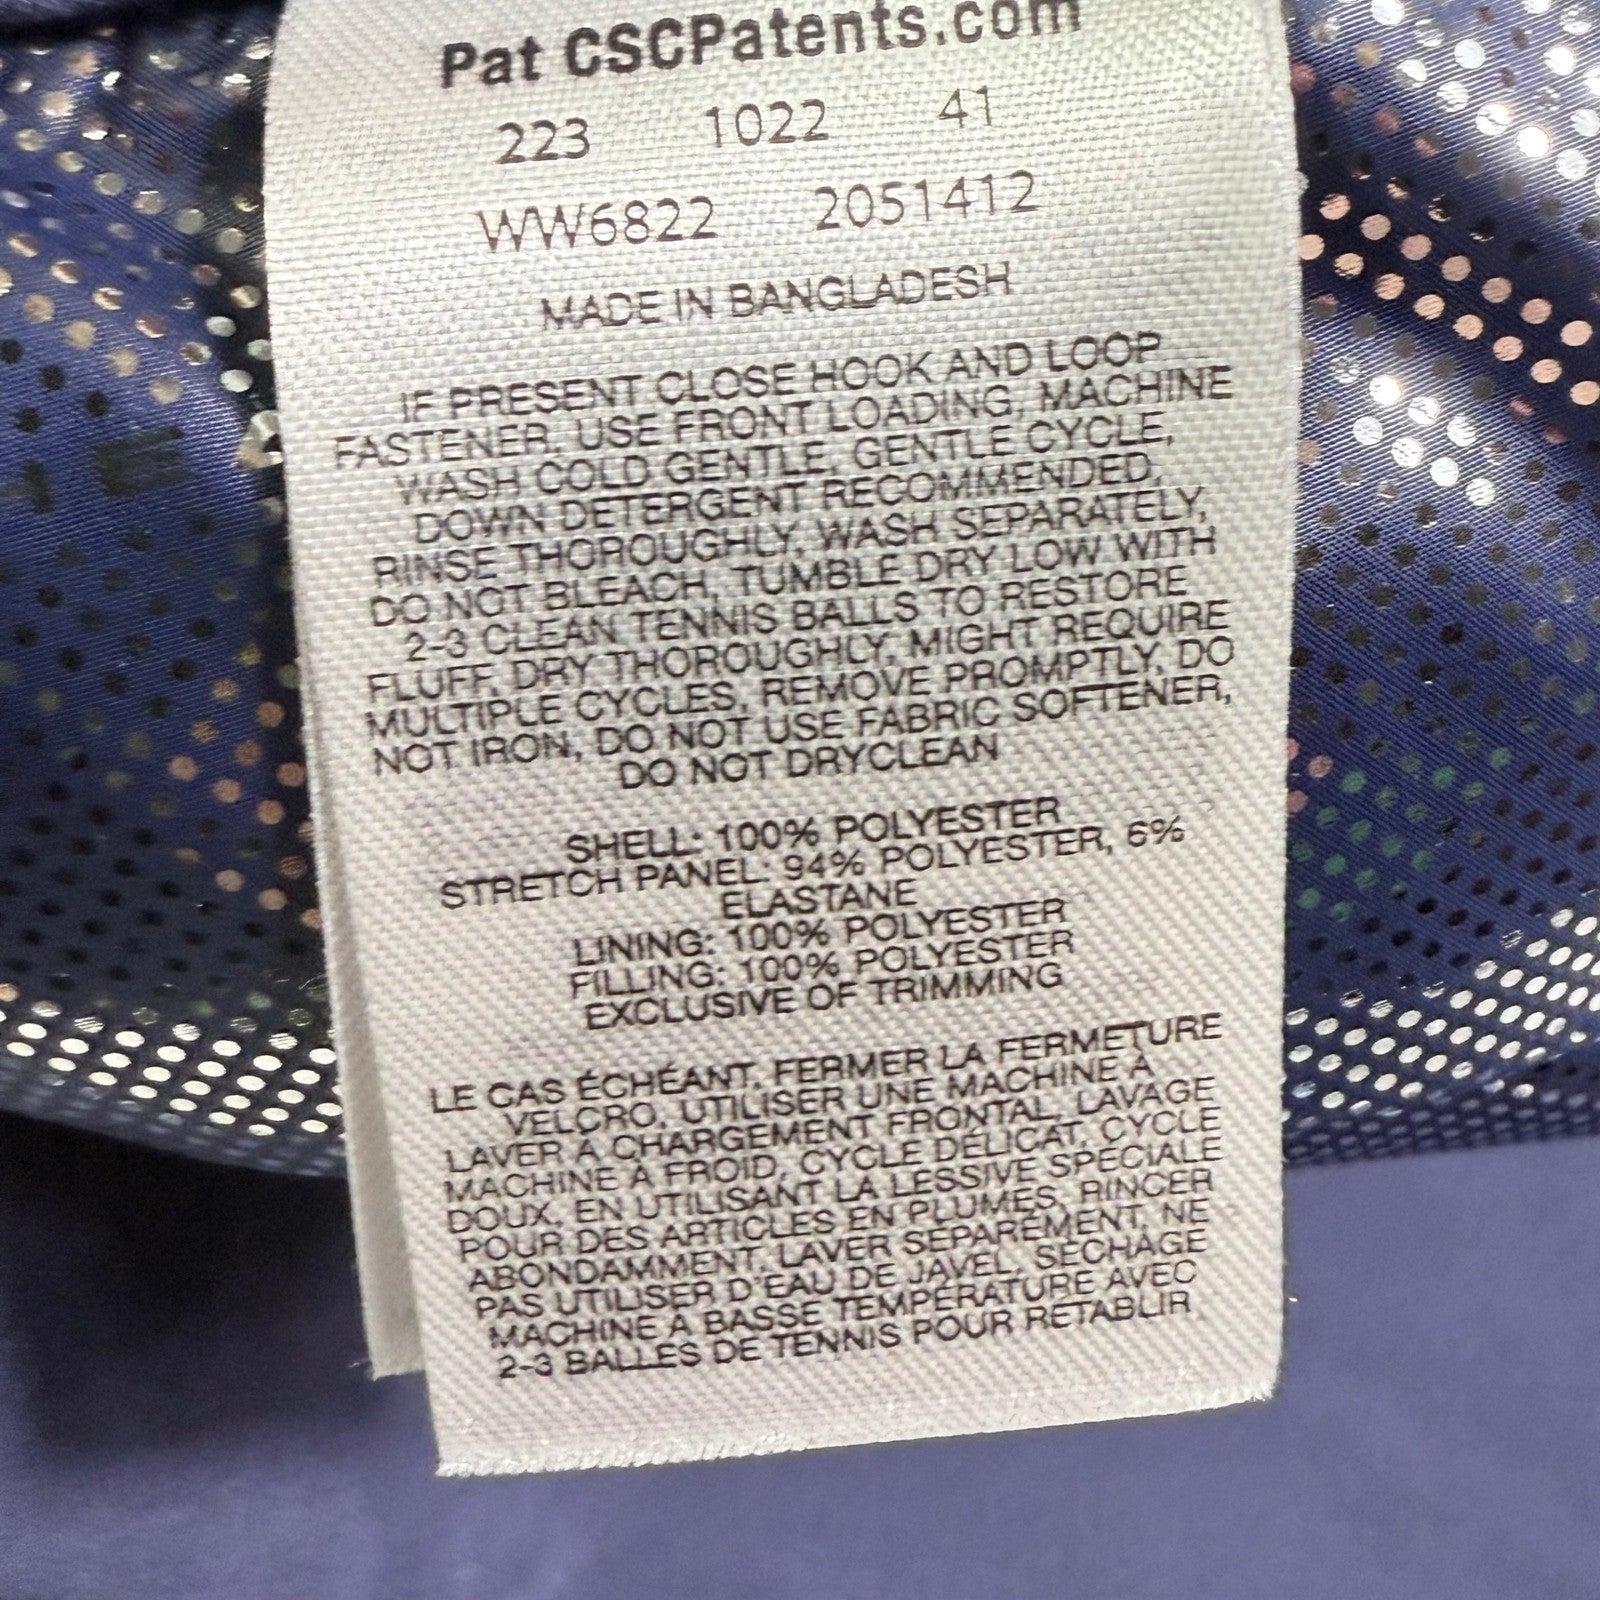 Pat CSCPatents.com
223 1022 41
WW6822 2051412
MADE IN BANGLADESH
IF PRESENT CLOSE HOOK AND LOOP
FASTENER, USE FRONT LOADING, MACHINE
WASH COLD GENTLE, GENTLE CYCLE,
DOWN DETERGENT RECOMMENDED,
RINSE THOROUGHLY, WASH SEPARATELY,
DO NOT BLEACH, TUMBLE DRY LOW WITH
2-3 CLEAN TENNIS BALLS TO RESTORE
FLUFF, DRY THOROUGHLY, MIGHT REQUIRE
MULTIPLE CYCLES, REMOVE PROMPTLY, DO
NOT IRON, DO NOT USE FABRIC SOFTENER,
DO NOT DRYCLEAN
SHELL: 100% POLYESTER
STRETCH PANEL: 94% POLYESTER, 6%
ELASTANE
LINING: 100% POLYESTER
FILLING: 100% POLYESTER
EXCLUSIVE OF TRIMMING
LE CAS ÉCHÉANT, FERMER LA FERMETURE
VELCRO, UTILISER UNE MACHINE À
LAVER À CHARGEMENT FRONTAL, LAVAGE
MACHINE À FROID, CYCLE DÉLICAT, CYCLE
DOUX, EN UTILISANT LA LESSIVE SPÉCIALE
POUR DES ARTICLES EN PLUMES, RINCER
ABONDAMMENT, LAVER SÉPARÉMENT, NE
PAS UTILISER D'EAU DE JAVEL, SÉCHAGE
MACHINE À BASSE TEMPÉRATURE AVEC
2-3 BALLES DE TENNIS POUR RÉTABLIR